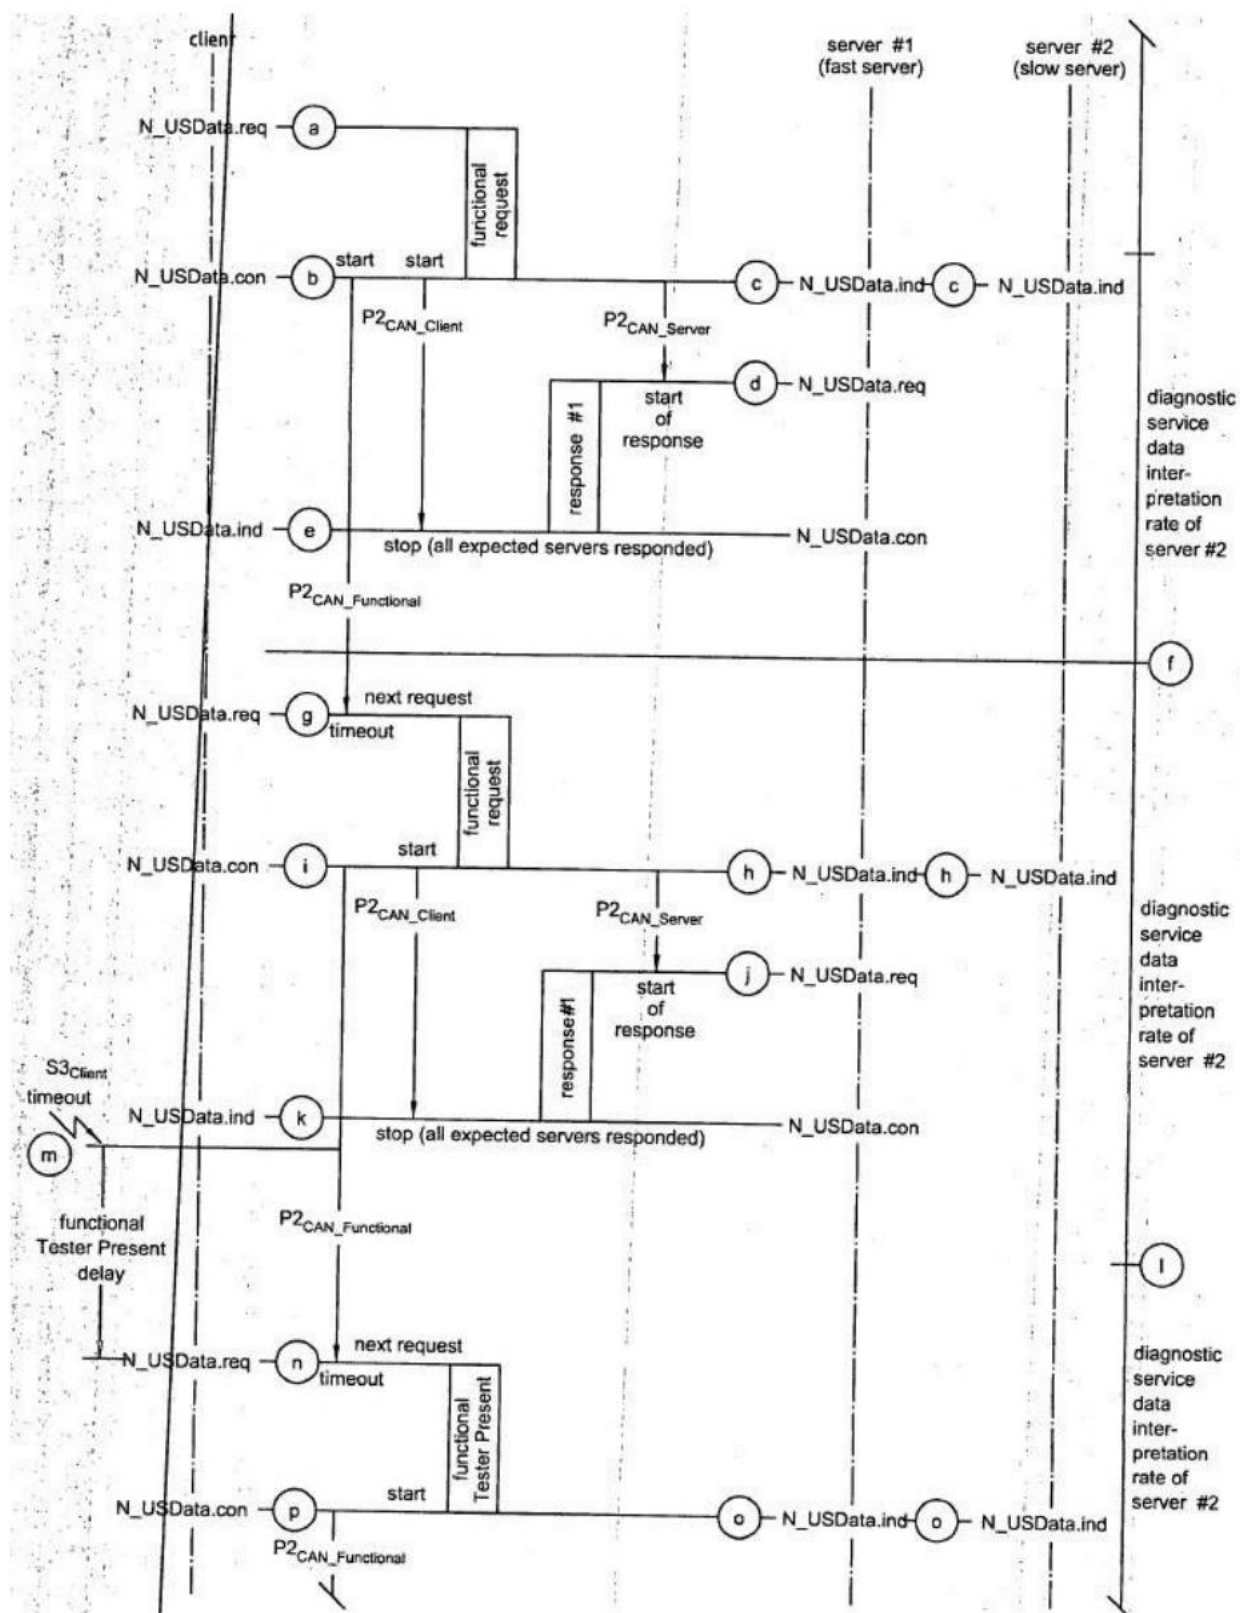 client
server #1
(fast server)
server #2
(slow server)
N_USData.req
a
functional
request
N_USData.con
b
start
start
c
N_USData.ind
c
N_USData.ind
P2CAN_Client
P2CAN_Server
d
N_USData.req
start
of
response
response #1
diagnostic
service
data
inter-
pretation
rate of
server #2
N_USData.ind
e
stop (all expected servers responded)
N_USData.con
P2CAN_Functional
f
N_USData.req
g
next request
timeout
functional
request
N_USData.con
i
start
h
N_USData.ind
h
N_USData.ind
P2CAN_Client
P2CAN_Server
j
N_USData.req
start
of
response
response#1
diagnostic
service
data
inter-
pretation
rate of
server #2
S3Client
timeout
N_USData.ind
k
stop (all expected servers responded)
N_USData.con
m
functional
Tester Present
delay
P2CAN_Functional
l
N_USData.req
n
next request
timeout
functional
Tester Present
diagnostic
service
data
inter-
pretation
rate of
server #2
N_USData.con
p
start
o
N_USData.ind
o
N_USData.ind
P2CAN_Functional